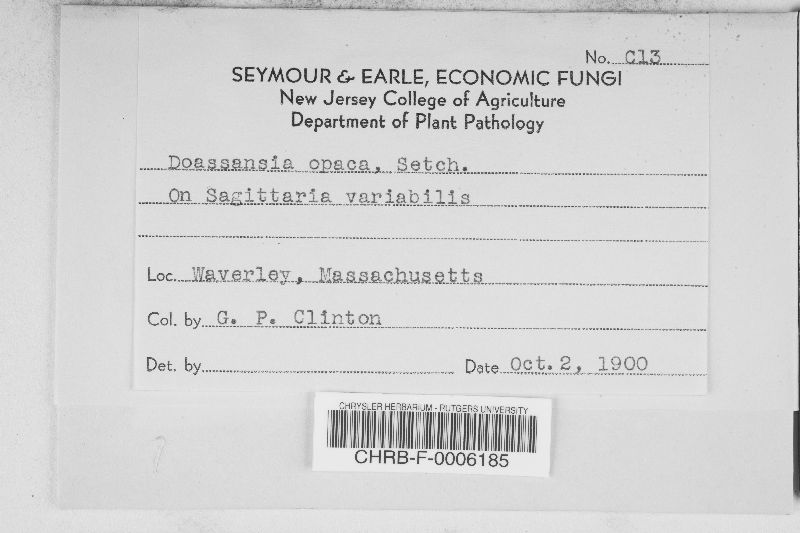 No. C13
SEYMOUR & EARLE, ECONOMIC FUNGI
New Jersey College of Agriculture
Department of Plant Pathology
Doassansia opaca, Setch.
On Sagittaria variabilis
Loc. Waverley, Massachusetts
Col. by G. P. Clinton
Det. by
Date Oct. 2, 1900
CHRYSLER HERBARIUM - RUTGERS UNIVERSITY
CHRB-F-0006185